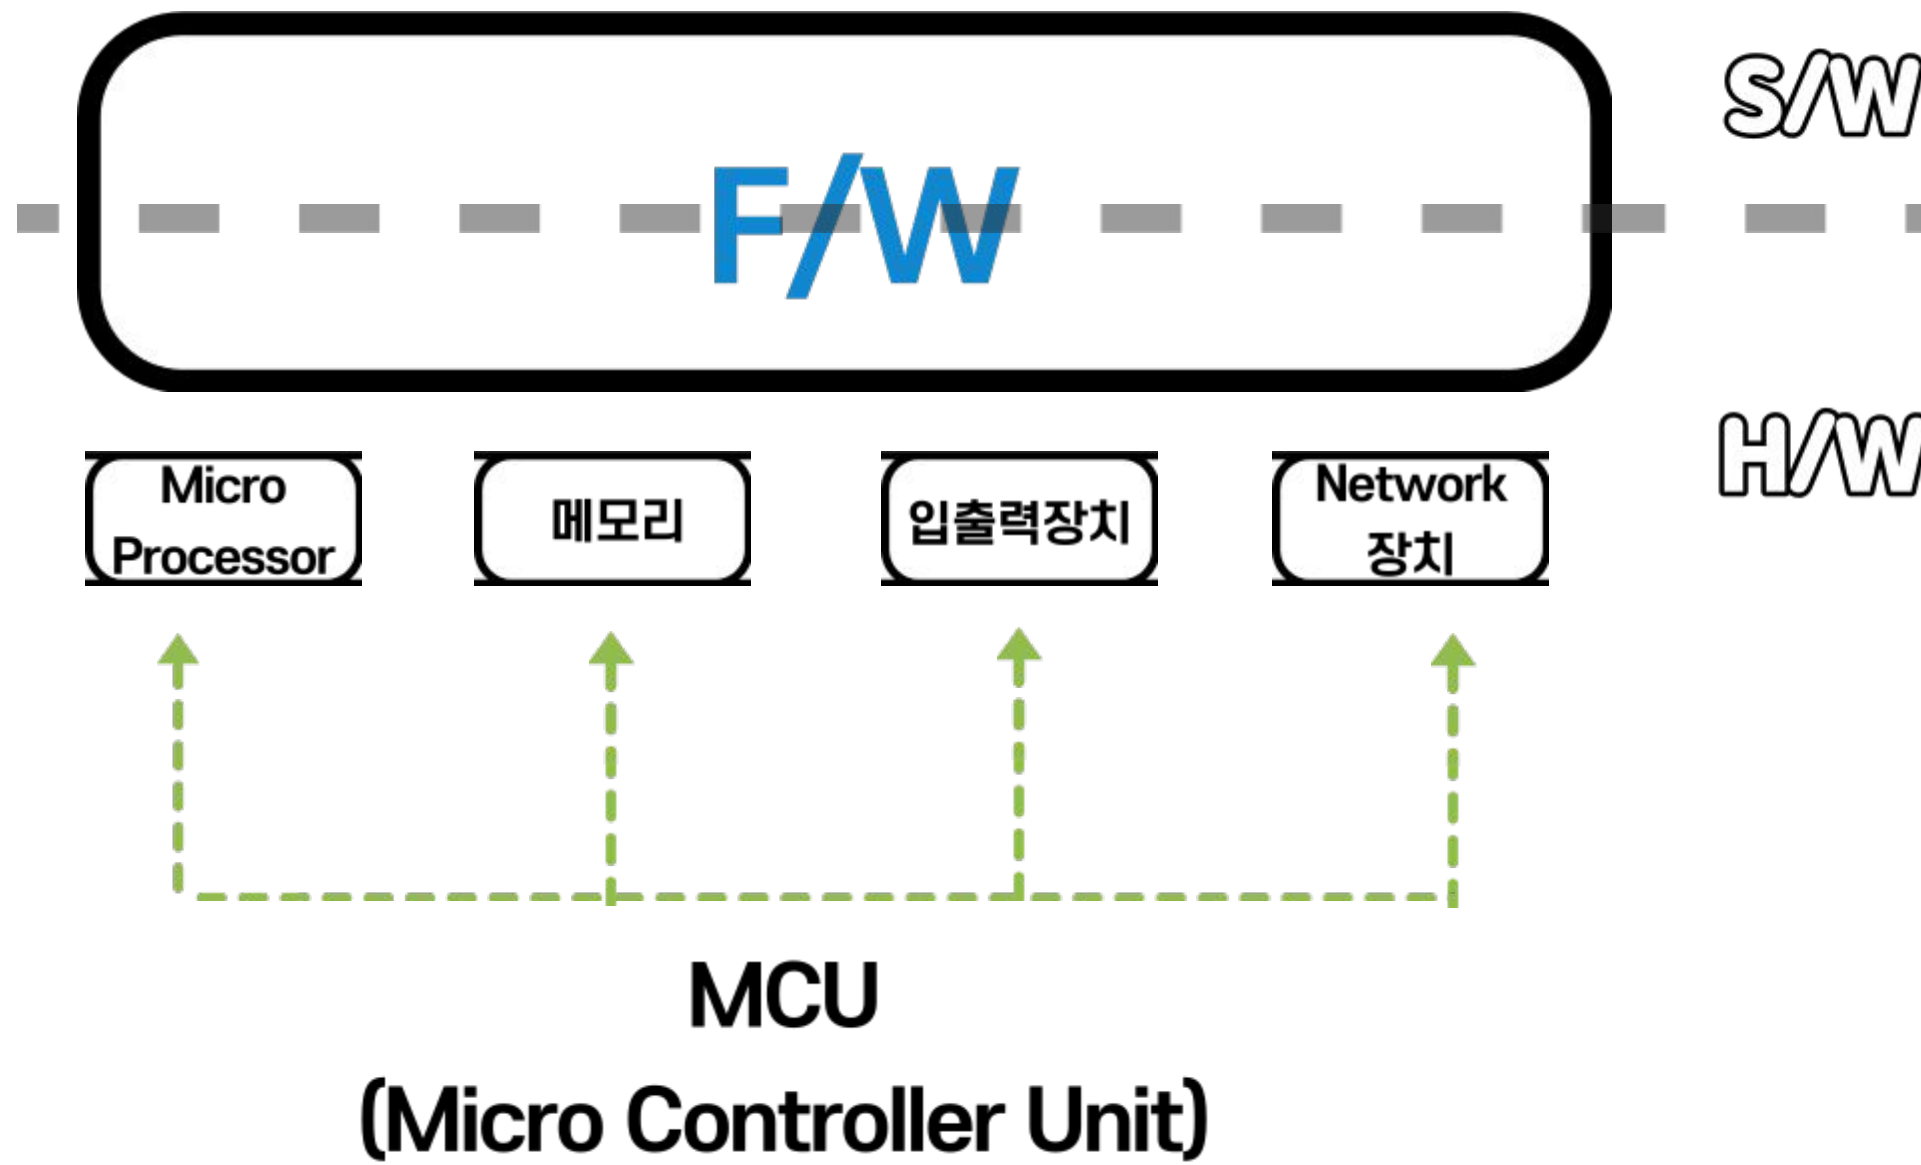 S/W
F/W
H/W
Micro
Processor
메모리
입출력장치
Network
장치
MCU
(Micro Controller Unit)